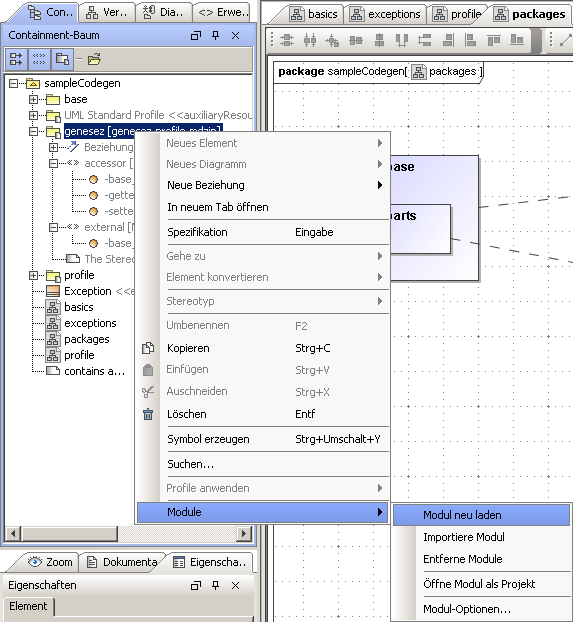 Con.. Ver... Dia... <> Erwe..
Containment-Baum
sampleCodegen
base
UML Standard Profile <<auxiliaryResou
genesez [genesez-profile.mdzip]
Beziehung
<> accessor [
-base_
-gette
-sette
<> external [M
-base_
The Stereo
profile
Exception <<e
basics
exceptions
packages
profile
contains a...
Zoom Dokumenta Eigenscha..
Eigenschaften
Element
basics exceptions profile packages
package sampleCodegen[ packages ]
ase
parts
Neues Element
Neues Diagramm
Neue Beziehung
In neuem Tab öffnen
Spezifikation Eingabe
Gehe zu
Element konvertieren
Stereotyp
Umbenennen F2
Kopieren Strg+C
Einfügen Strg+V
Auschneiden Strg+X
Löschen Entf
Symbol erzeugen Strg+Umschalt+Y
Suchen...
Profile anwenden
Module
Modul neu laden
Importiere Modul
Entferne Module
Öffne Modul als Projekt
Modul-Optionen...